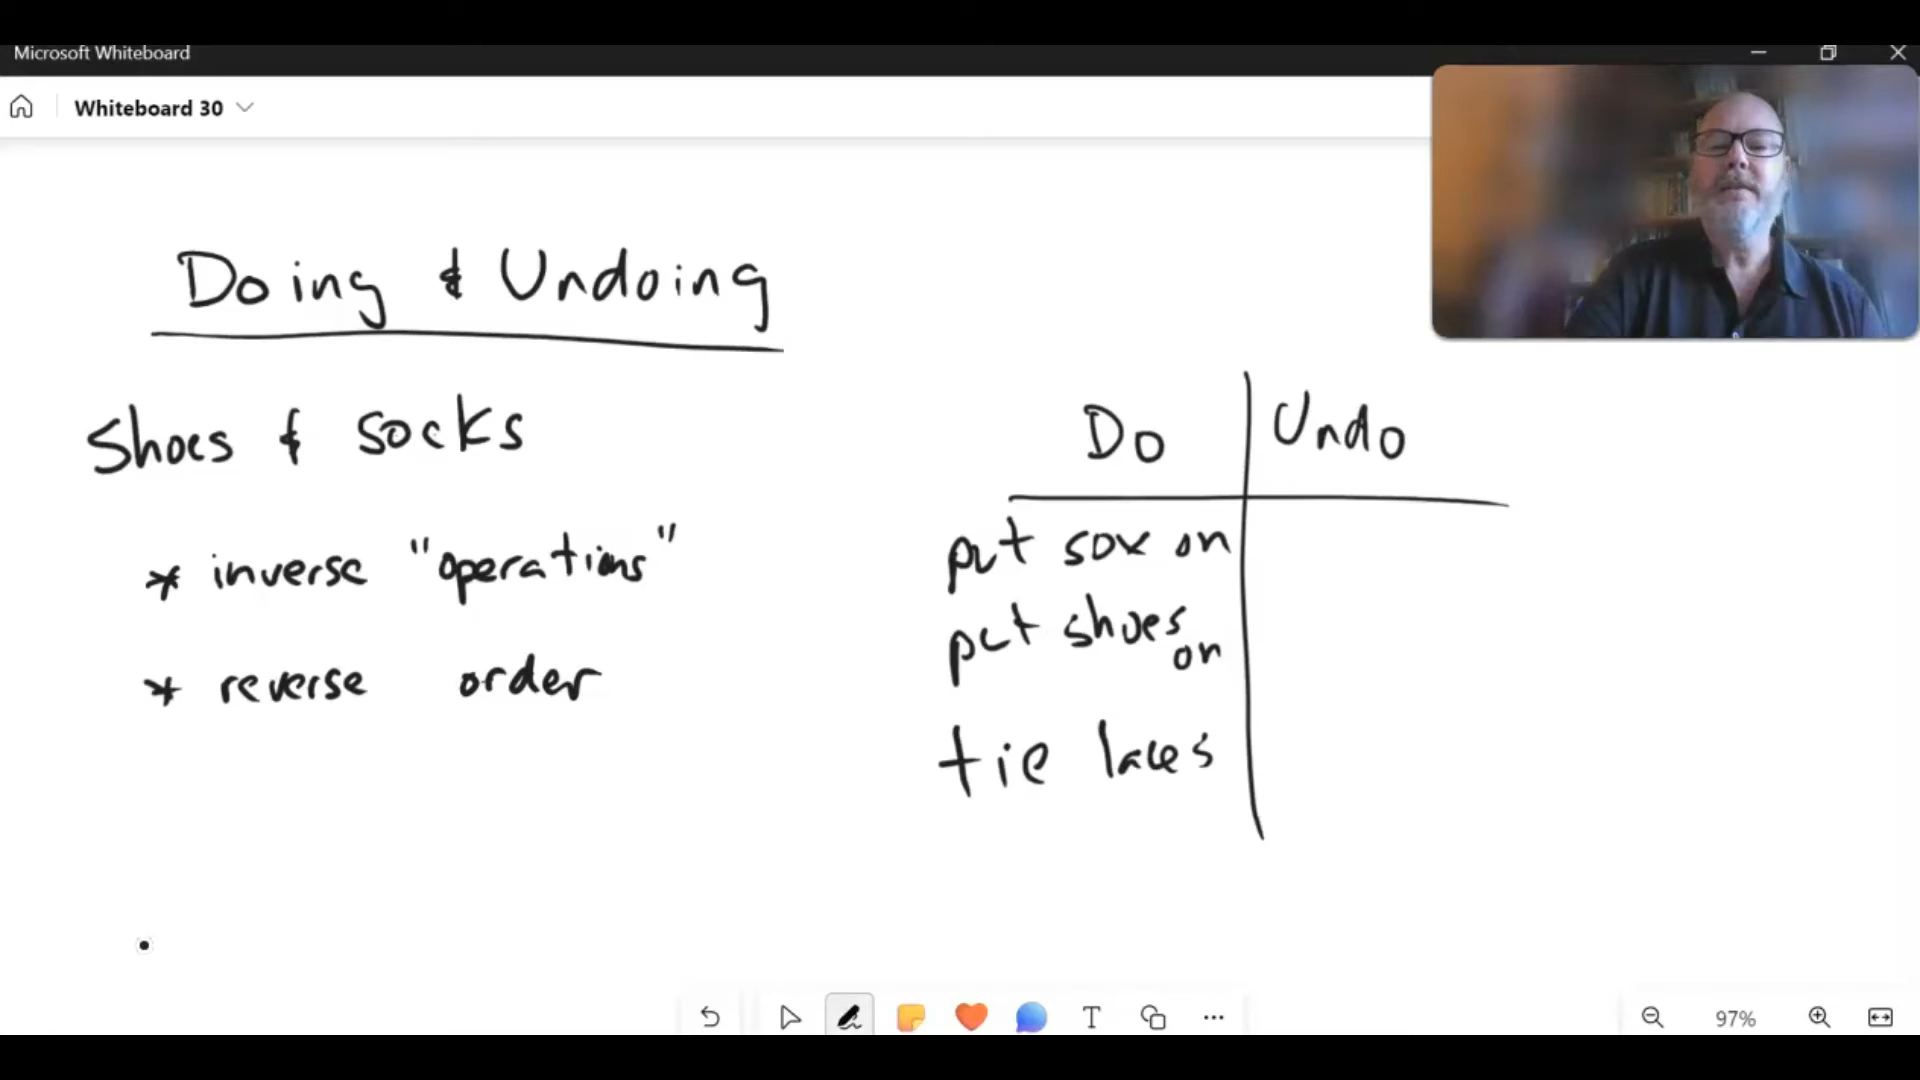 Microsoft Whiteboard
Whiteboard 30
Doing & Undoing
Shoes & socks
* inverse "operations"
* reverse order
Do Undo
put sox on
put shoes
on
tie laces
97%